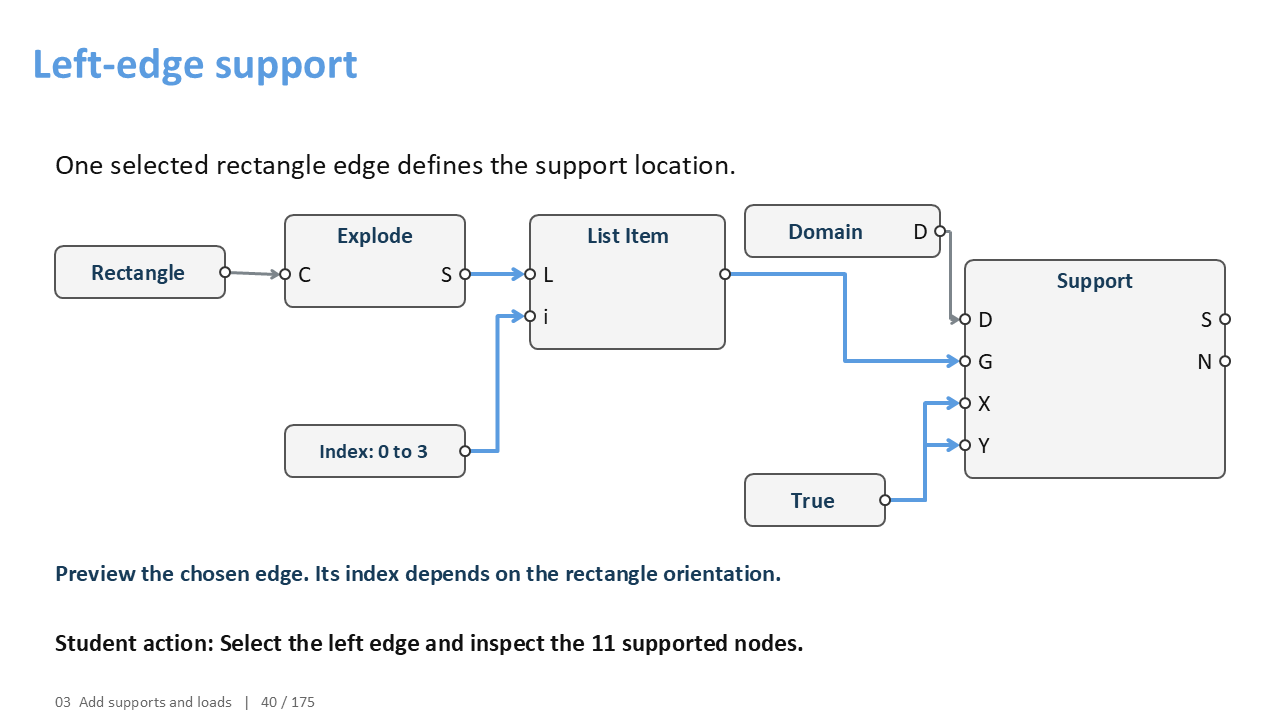 Left-edge support
One selected rectangle edge defines the support location.
Rectangle
Explode
C S
List Item
L
i
Index: 0 to 3
Domain D
Support
D S
G N
X
Y
True
Preview the chosen edge. Its index depends on the rectangle orientation.
Student action: Select the left edge and inspect the 11 supported nodes.
03 Add supports and loads | 40 / 175